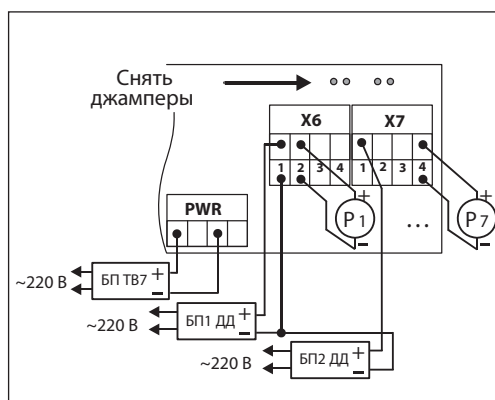 Снять
джамперы
X6 X7
1 2 3 4 1 2 3 4
PWR
+
P1
−
...
+
P7
−
~220 В БП ТВ7 + −
~220 В БП1 ДД + −
~220 В БП2 ДД + −